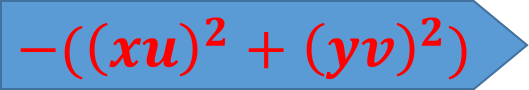 −((xu)² + (yv)²)